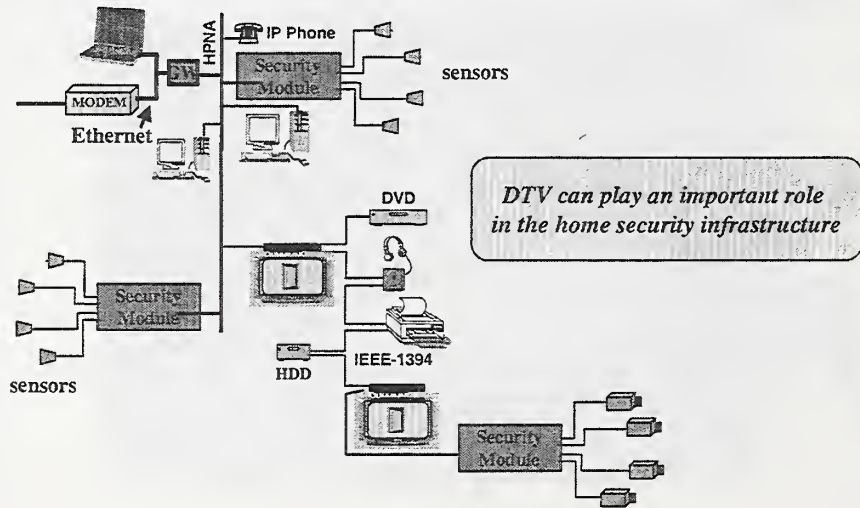 HPNA
IP Phone
GW
Security
Module
sensors
MODEM
Ethernet
DVD
DTV can play an important role
in the home security infrastructure
Security
Module
sensors
HDD
IEEE-1394
Security
Module